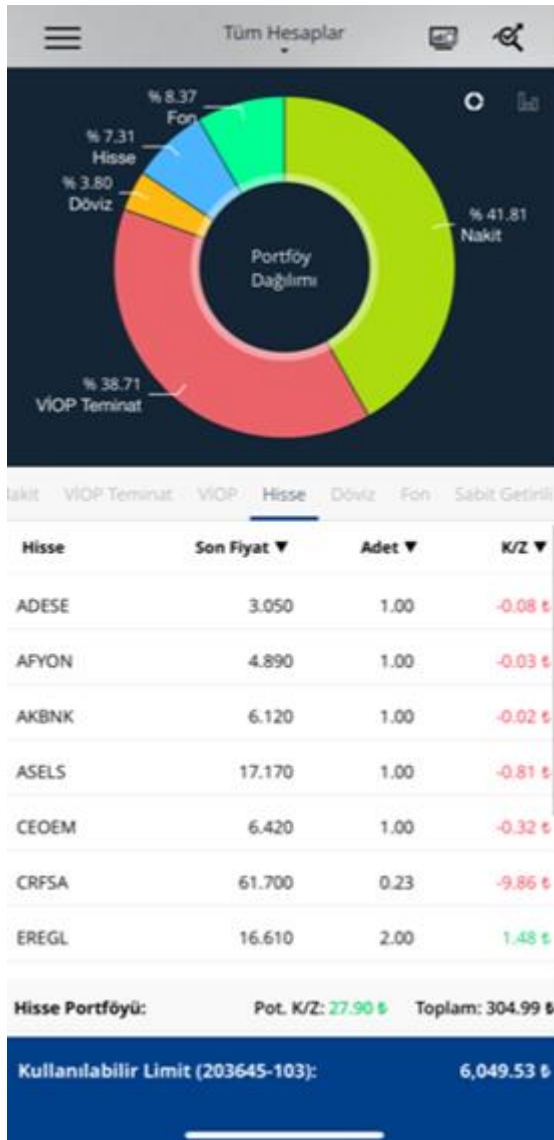 Tüm Hesaplar
% 8.37
Fon
% 7.31
Hisse
% 3.80
Döviz
% 41.81
Nakit
Portföy
Dağılımı
% 38.71
VİOP Teminat
VİOP Teminat VİOP Hisse Döviz Fon Sabit Getirili
Hisse Son Fiyat ▼ Adet ▼ K/Z ▼
ADESE 3.050 1.00 -0.08 ₺
AFYON 4.890 1.00 -0.03 ₺
AKBNK 6.120 1.00 -0.02 ₺
ASELS 17.170 1.00 -0.81 ₺
CEOEM 6.420 1.00 -0.32 ₺
CRFSA 61.700 0.23 -9.86 ₺
EREGL 16.610 2.00 1.48 ₺
Hisse Portföyü: Pot. K/Z: 27.90 ₺ Toplam: 304.99 ₺
Kullanılabilir Limit (203645-103): 6,049.53 ₺